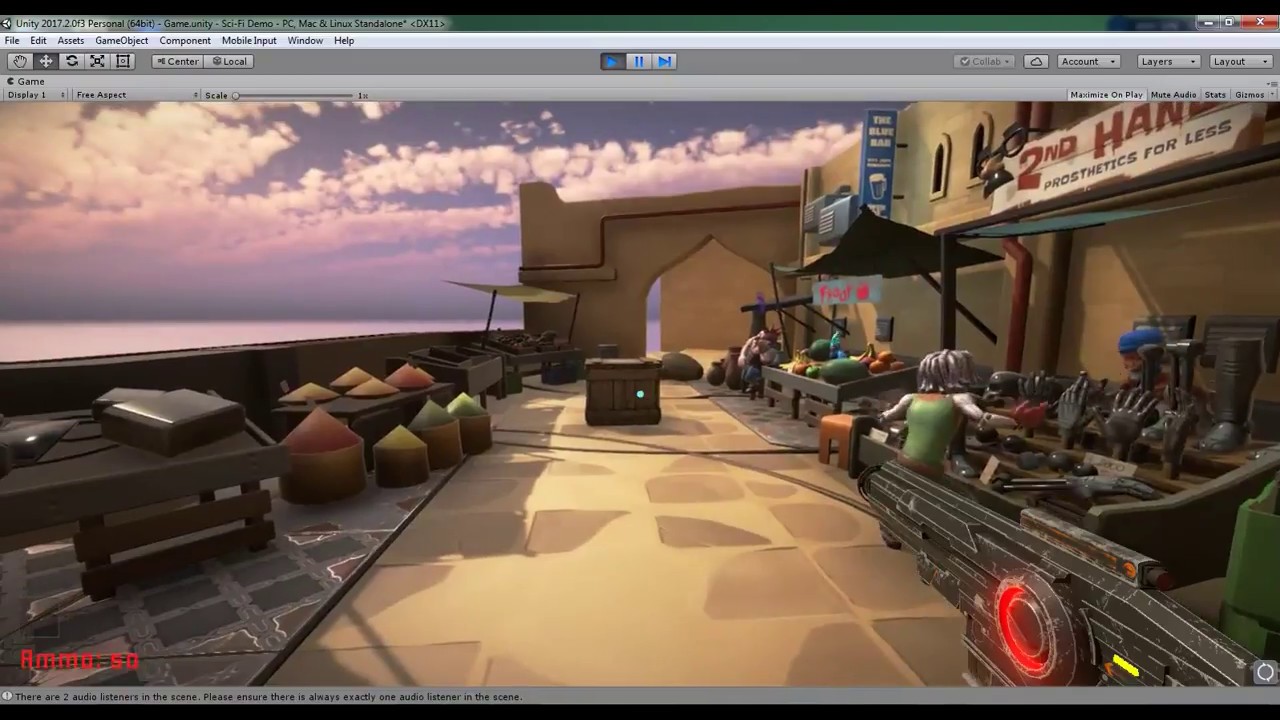 Unity 2017.2.0f3 Personal (64bit) - Game.unity - Sci-Fi Demo - PC, Mac & Linux Standalone* <DX11>
File Edit Assets GameObject Component Mobile Input Window Help
Center Local Collab Account Layers Layout
Game
Display 1 Free Aspect Scale 1x Maximize On Play Mute Audio Stats Gizmos
THE
BLUE
BAR
2ND HAND
PROSTHETICS FOR LESS
Fruit
Ammo: 50
There are 2 audio listeners in the scene. Please ensure there is always exactly one audio listener in the scene.